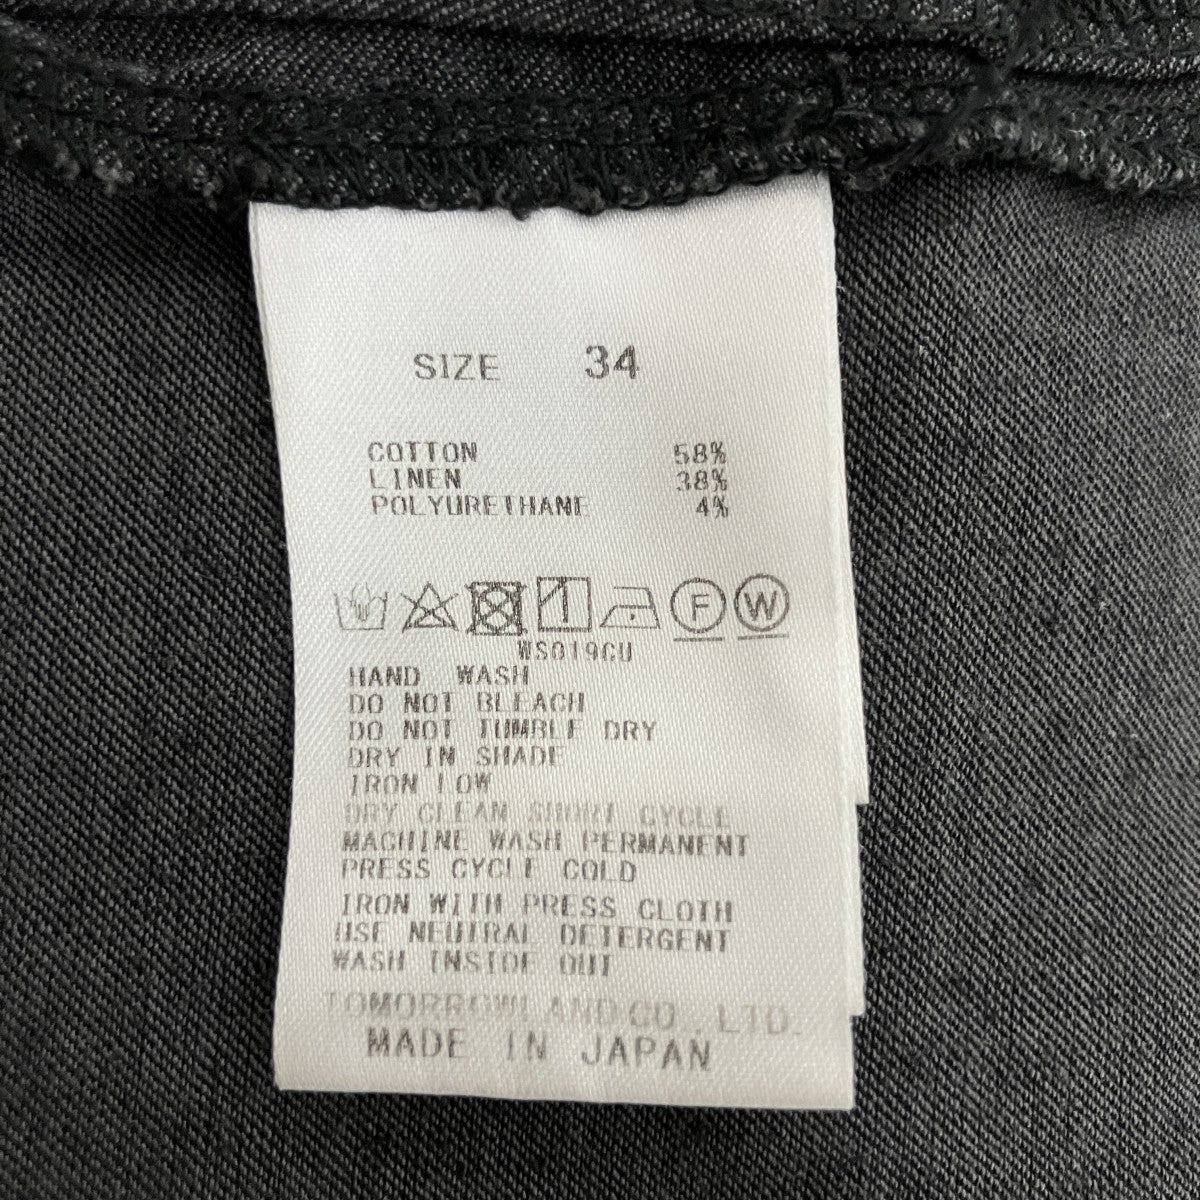 SIZE 34
COTTON 58%
LINEN 38%
POLYURETHANE 4%
F W
WS019CU
HAND WASH
DO NOT BLEACH
DO NOT TUMBLE DRY
DRY IN SHADE
IRON LOW
DRY CLEAN SHORT CYCLE
MACHINE WASH PERMANENT
PRESS CYCLE COLD
IRON WITH PRESS CLOTH
USE NEUTRAL DETERGENT
WASH INSIDE OUT
TOMORROWLAND CO., LTD.
MADE IN JAPAN